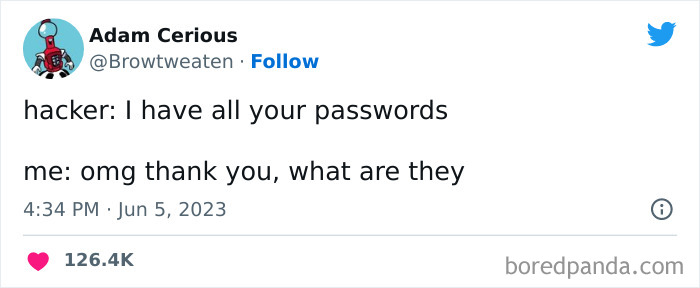 Adam Cerious
@Browtweaten · Follow
hacker: I have all your passwords
me: omg thank you, what are they
4:34 PM · Jun 5, 2023
126.4K
boredpanda.com